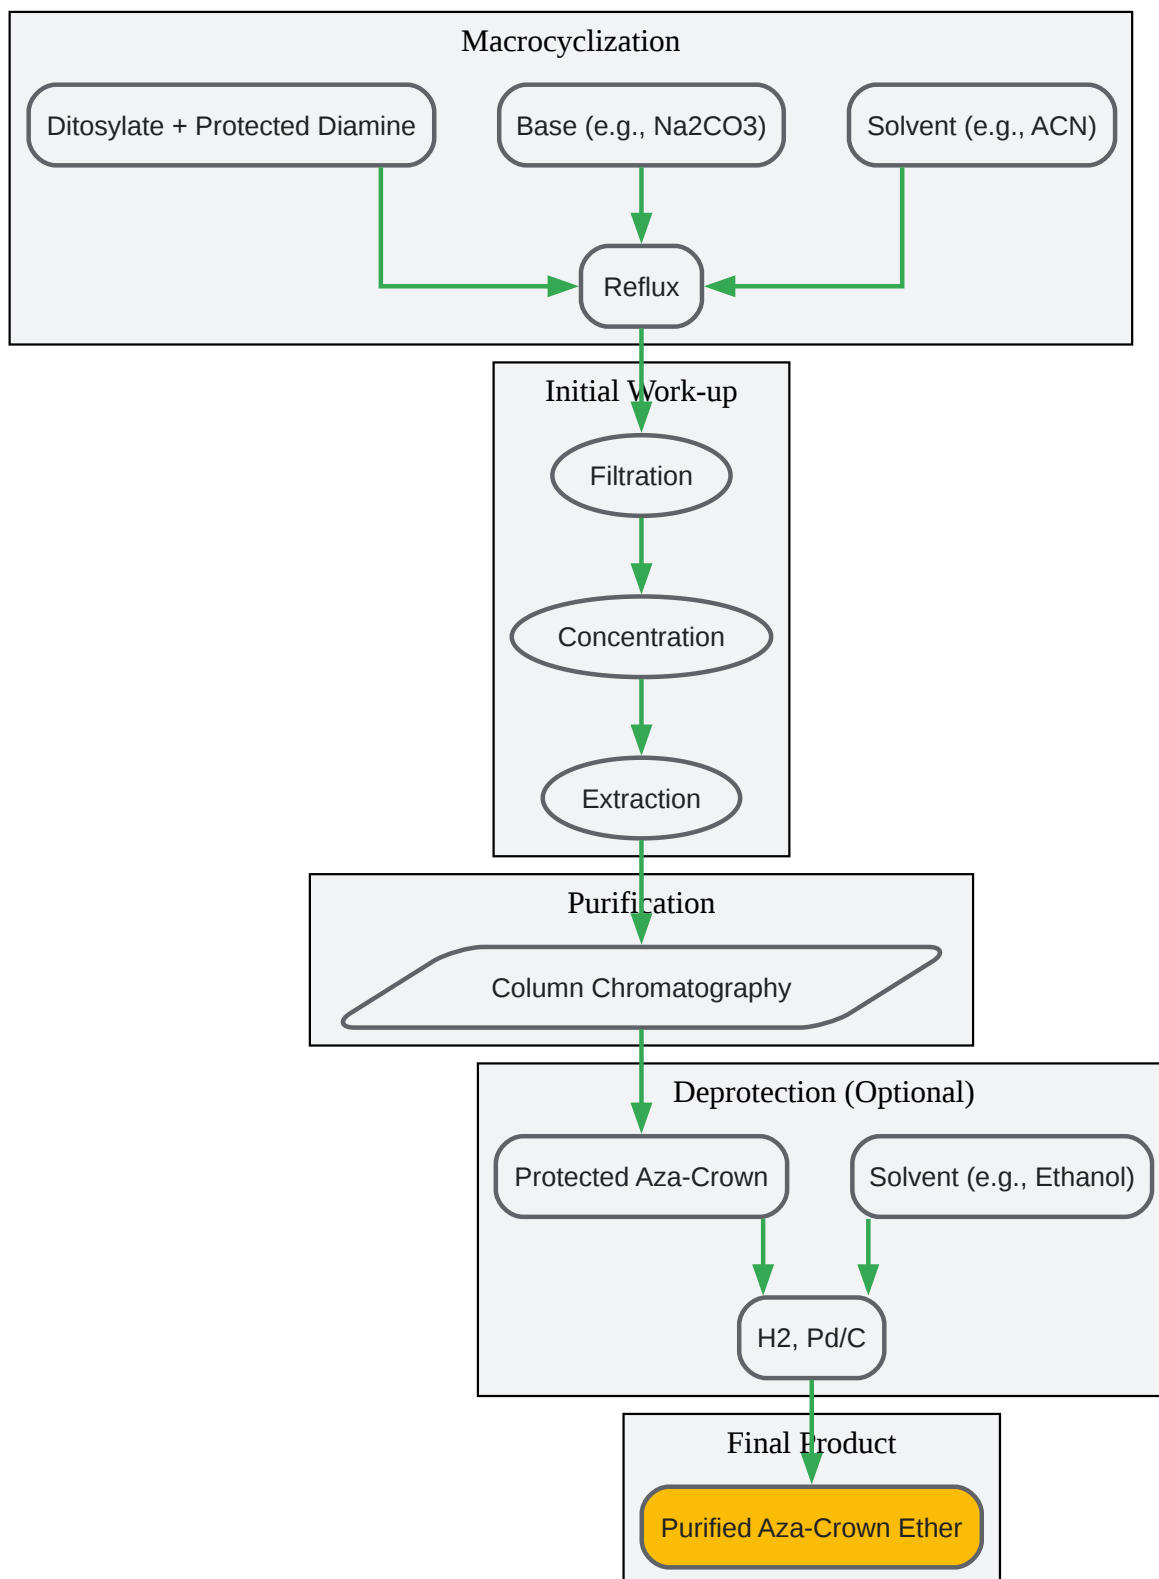 Macrocyclization
Ditosylate + Protected Diamine
Base (e.g., Na2CO3)
Solvent (e.g., ACN)
Reflux
Initial Work-up
Filtration
Concentration
Extraction
Purification
Column Chromatography
Deprotection (Optional)
Protected Aza-Crown
Solvent (e.g., Ethanol)
H2, Pd/C
Final Product
Purified Aza-Crown Ether